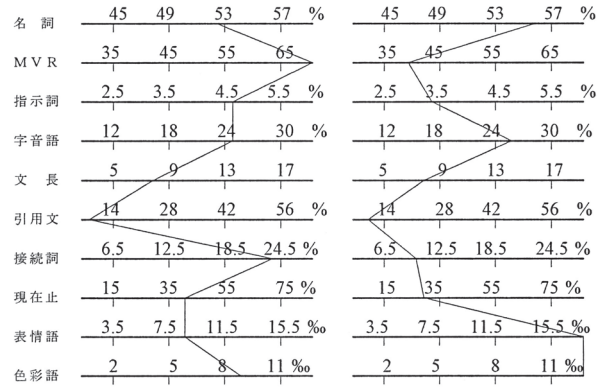 名詞 45 49 53 57 % 45 49 53 57 %
MVR 35 45 55 65 35 45 55 65
指示詞 2.5 3.5 4.5 5.5 % 2.5 3.5 4.5 5.5 %
字音語 12 18 24 30 % 12 18 24 30 %
文長 5 9 13 17 5 9 13 17
引用文 14 28 42 56 % 14 28 42 56 %
接続詞 6.5 12.5 18.5 24.5 % 6.5 12.5 18.5 24.5 %
現在止 15 35 55 75 % 15 35 55 75 %
表情語 3.5 7.5 11.5 15.5 ‰ 3.5 7.5 11.5 15.5 ‰
色彩語 2 5 8 11 ‰ 2 5 8 11 ‰